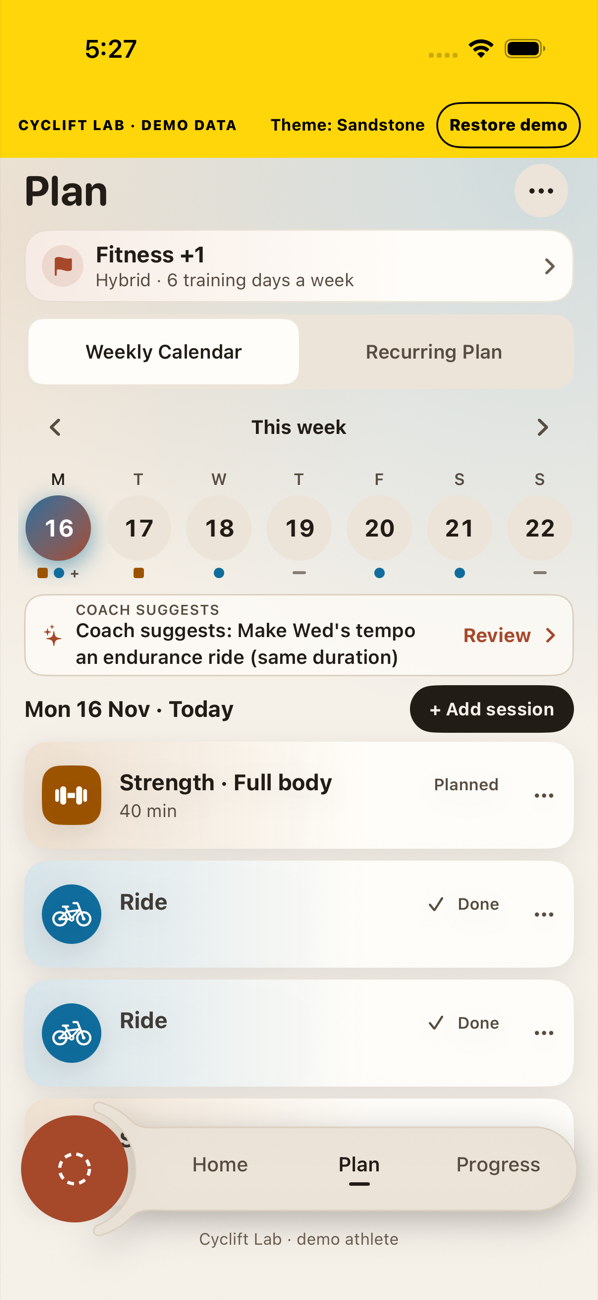 5:27
CYCLIFT LAB · DEMO DATA
Theme: Sandstone
Restore demo
Plan
Fitness +1
Hybrid · 6 training days a week
Weekly Calendar
Recurring Plan
This week
M T W T F S S
16 17 18 19 20 21 22
+
COACH SUGGESTS
Coach suggests: Make Wed's tempo
an endurance ride (same duration)
Review
Mon 16 Nov · Today
+ Add session
Strength · Full body
Planned
40 min
Ride
Done
Ride
Done
Home
Plan
Progress
Cyclift Lab · demo athlete